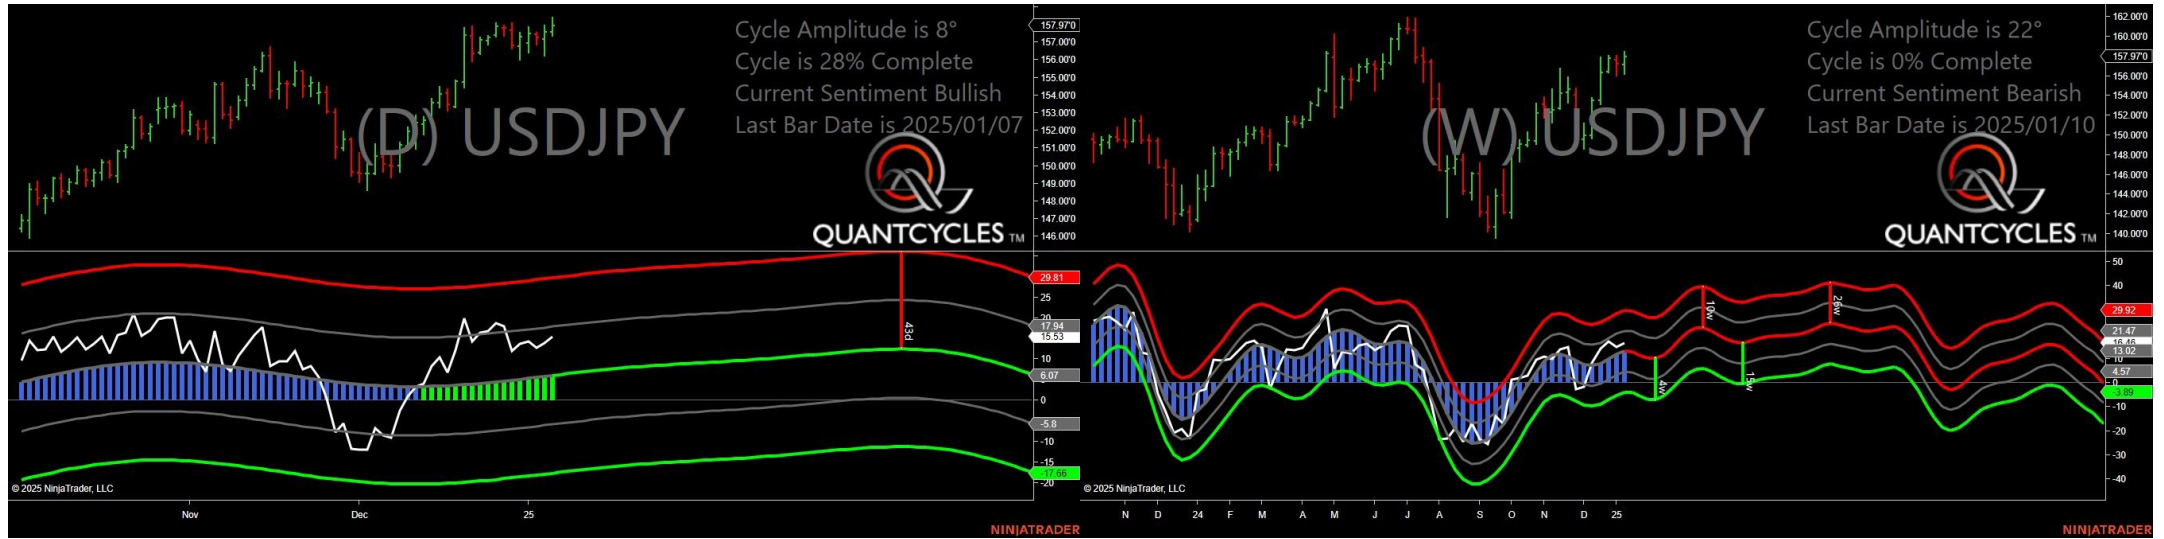 Cycle Amplitude is 8°
Cycle is 28% Complete
Current Sentiment Bullish
Last Bar Date is 2025/01/07
(D) USDJPY
QUANTCYCLES TM
157.97'0
157.00'0
156.00'0
155.00'0
154.00'0
153.00'0
152.00'0
151.00'0
150.00'0
149.00'0
148.00'0
147.00'0
146.00'0
29.81
25
20
17.94
15.53
10
6.07
0
-5.8
-10
-15
-17.66
-20
43d
© 2025 NinjaTrader, LLC
Nov
Dec
25
NINJATRADER
Cycle Amplitude is 22°
Cycle is 0% Complete
Current Sentiment Bearish
Last Bar Date is 2025/01/10
(W) USDJPY
QUANTCYCLES TM
162.00'0
160.00'0
157.97'0
156.00'0
154.00'0
152.00'0
150.00'0
148.00'0
146.00'0
144.00'0
142.00'0
140.00'0
50
40
29.92
21.47
16.46
13.02
10
4.57
0
-3.89
-10
-20
-30
-40
10w
26w
4w
15w
© 2025 NinjaTrader, LLC
N D 24 F M A M J J A S O N D 25
NINJATRADER